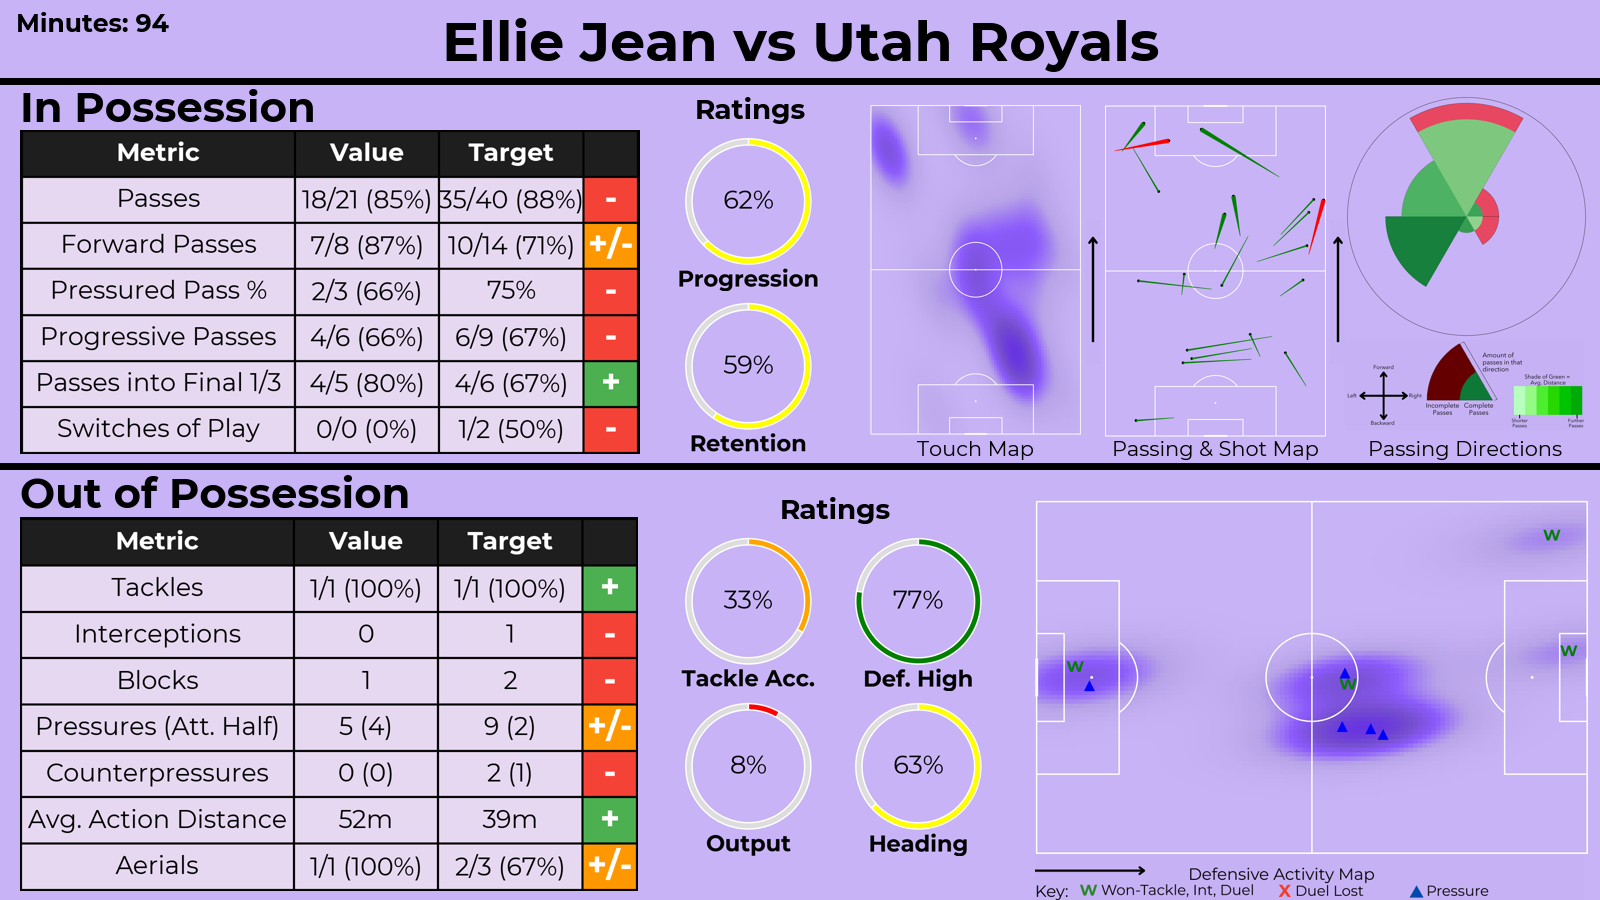 Minutes: 94
Ellie Jean vs Utah Royals
In Possession
Metric Value Target
Passes 18/21 (85%) 35/40 (88%) -
Forward Passes 7/8 (87%) 10/14 (71%) +/-
Pressured Pass % 2/3 (66%) 75% -
Progressive Passes 4/6 (66%) 6/9 (67%) -
Passes into Final 1/3 4/5 (80%) 4/6 (67%) +
Switches of Play 0/0 (0%) 1/2 (50%) -
Ratings
62%
Progression
59%
Retention
Touch Map
Passing & Shot Map
Forward
Left
Right
Backward
Amount of
passes in that
direction
Incomplete
Passes
Complete
Passes
Shade of Green =
Avg. Distance
Shorter
Passes
Further
Passes
Passing Directions
Out of Possession
Metric Value Target
Tackles 1/1 (100%) 1/1 (100%) +
Interceptions 0 1 -
Blocks 1 2 -
Pressures (Att. Half) 5 (4) 9 (2) +/-
Counterpressures 0 (0) 2 (1) -
Avg. Action Distance 52m 39m +
Aerials 1/1 (100%) 2/3 (67%) +/-
Ratings
33%
Tackle Acc.
77%
Def. High
8%
Output
63%
Heading
W
W
W
W
Defensive Activity Map
Key: W Won-Tackle, Int, Duel X Duel Lost Pressure